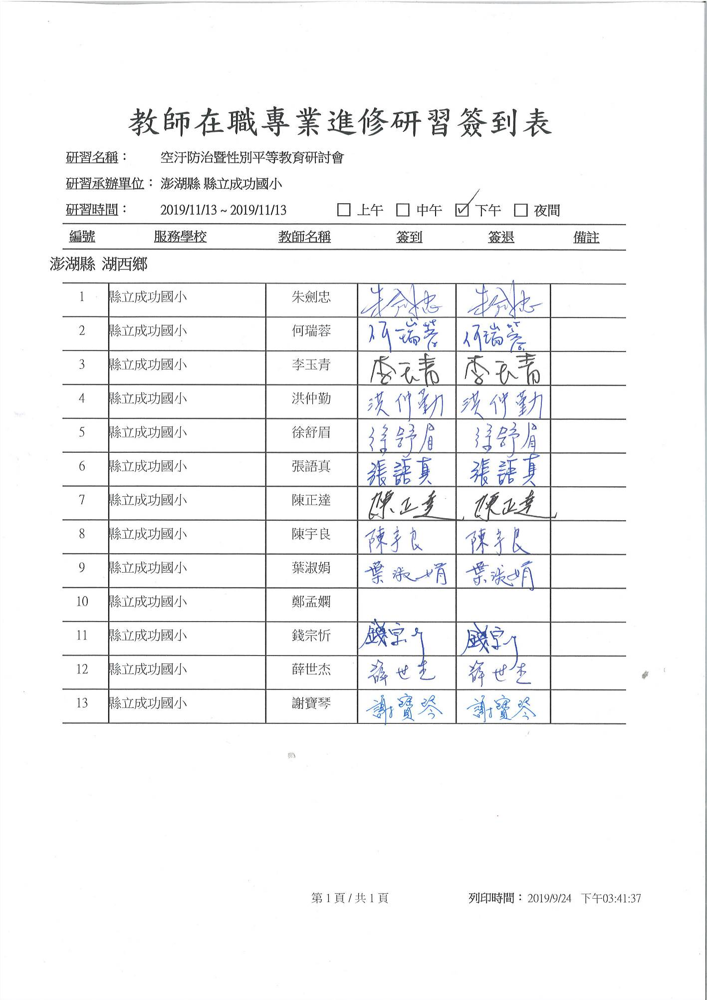 教師在職專業進修研習簽到表
研習名稱： 空汙防治暨性別平等教育研討會
研習承辦單位： 澎湖縣 縣立成功國小
研習時間： 2019/11/13 ~ 2019/11/13 □ 上午 □ 中午 ☑ 下午 □ 夜間
編號 服務學校 教師名稱 簽到 簽退 備註
澎湖縣 湖西鄉
1 縣立成功國小 朱劍忠 朱劍忠 朱劍忠
2 縣立成功國小 何瑞蓉 何瑞蓉 何瑞蓉
3 縣立成功國小 李玉青 李玉青 李玉青
4 縣立成功國小 洪仲勤 洪仲勤 洪仲勤
5 縣立成功國小 徐舒眉 徐舒眉 徐舒眉
6 縣立成功國小 張語真 張語真 張語真
7 縣立成功國小 陳正達 陳正達 陳正達
8 縣立成功國小 陳宇良 陳宇良 陳宇良
9 縣立成功國小 葉淑娟 葉淑娟 葉淑娟
10 縣立成功國小 鄭孟嫻
11 縣立成功國小 錢宗忻 錢宗忻 錢宗忻
12 縣立成功國小 薛世杰 薛世杰 薛世杰
13 縣立成功國小 謝寶琴 謝寶琴 謝寶琴
第 1 頁 / 共 1 頁 列印時間： 2019/9/24 下午03:41:37